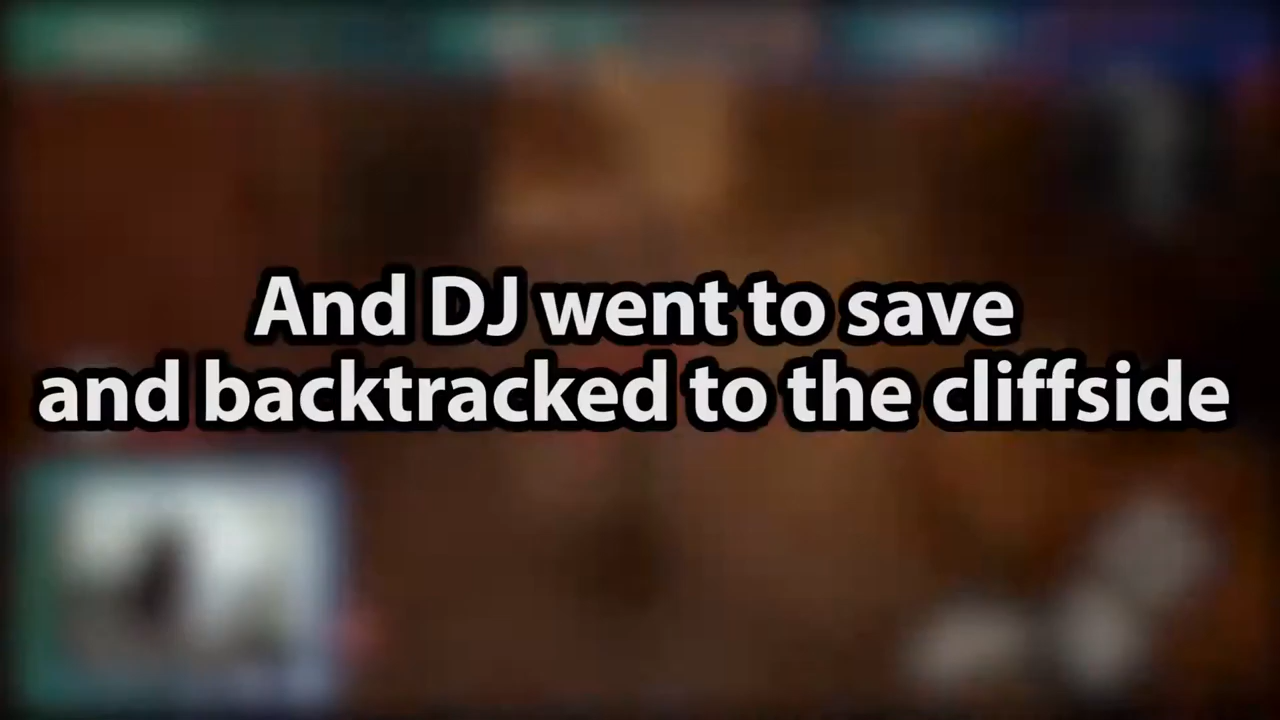 And DJ went to save
and backtracked to the cliffside